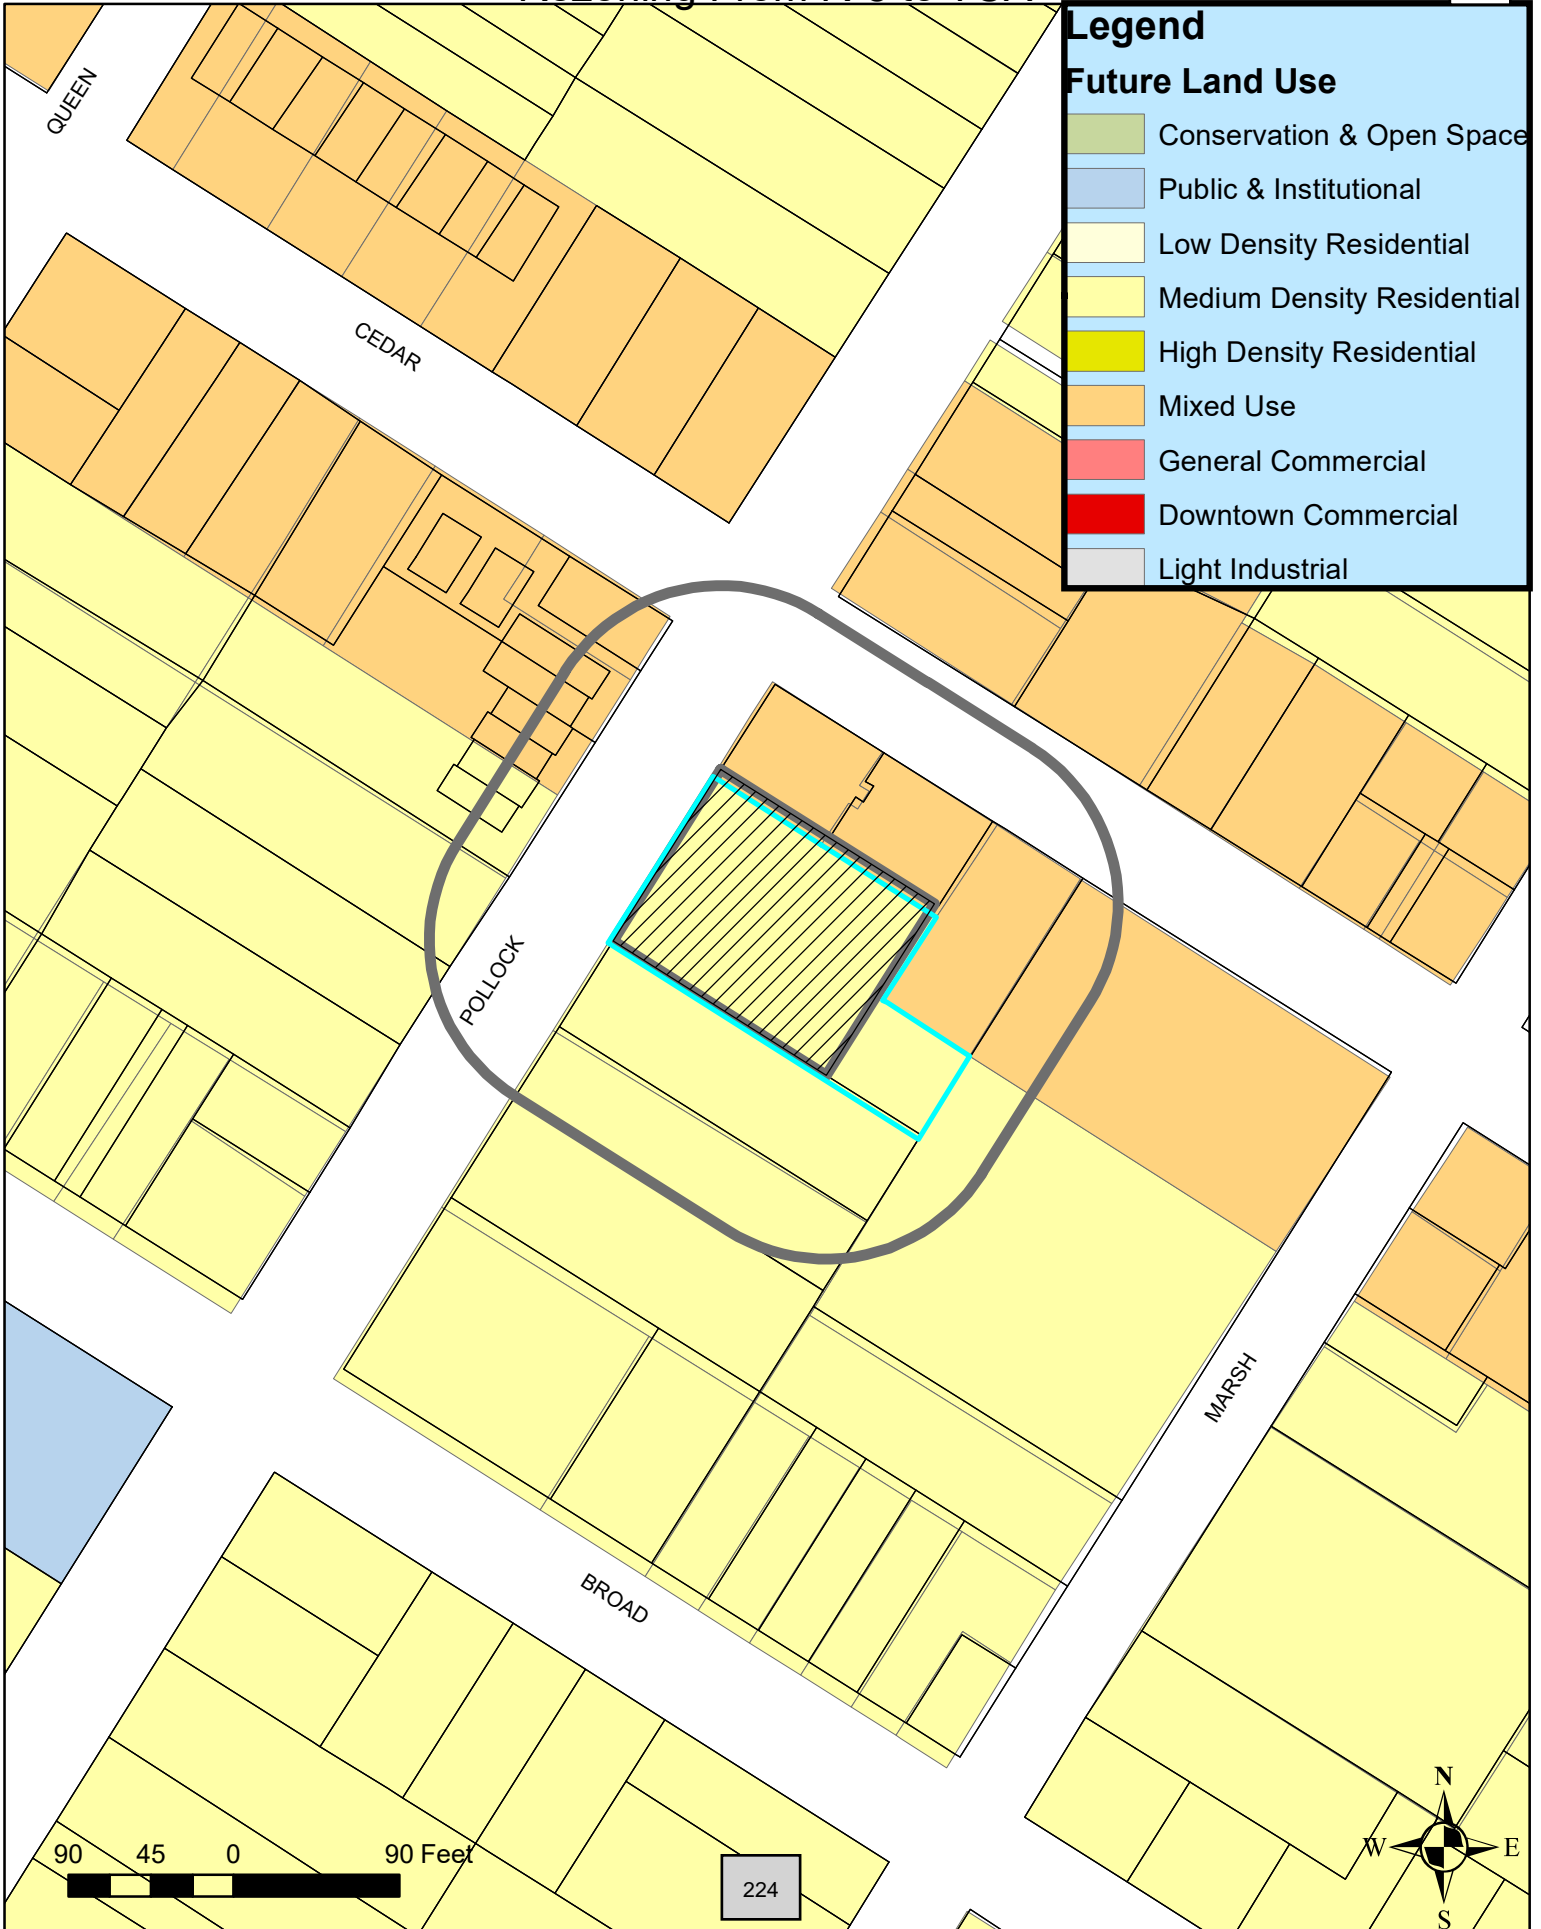 Legend
Future Land Use
Conservation & Open Space
Public & Institutional
Low Density Residential
Medium Density Residential
High Density Residential
Mixed Use
General Commercial
Downtown Commercial
Light Industrial
QUEEN
CEDAR
POLLOCK
MARSH
BROAD
90 45 0 90 Feet
224
N
W E
S